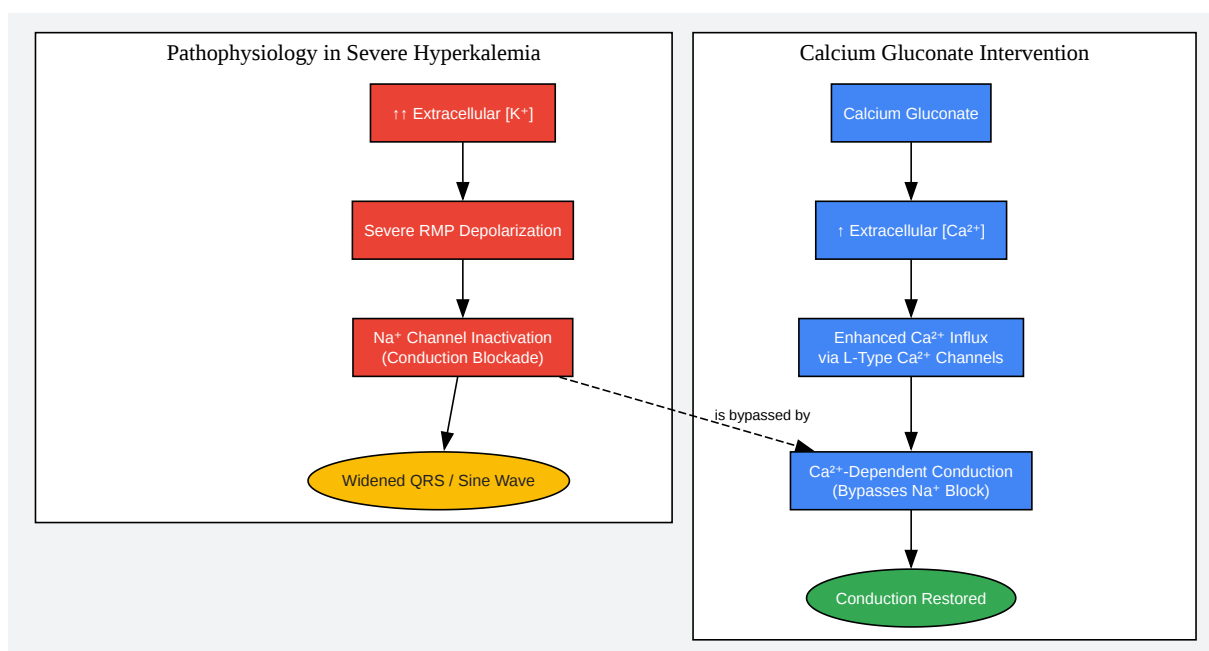 Pathophysiology in Severe Hyperkalemia
↑↑ Extracellular [K⁺]
Severe RMP Depolarization
Na⁺ Channel Inactivation
(Conduction Blockade)
Widened QRS / Sine Wave
is bypassed by
Calcium Gluconate Intervention
Calcium Gluconate
↑ Extracellular [Ca²⁺]
Enhanced Ca²⁺ Influx
via L-Type Ca²⁺ Channels
Ca²⁺-Dependent Conduction
(Bypasses Na⁺ Block)
Conduction Restored